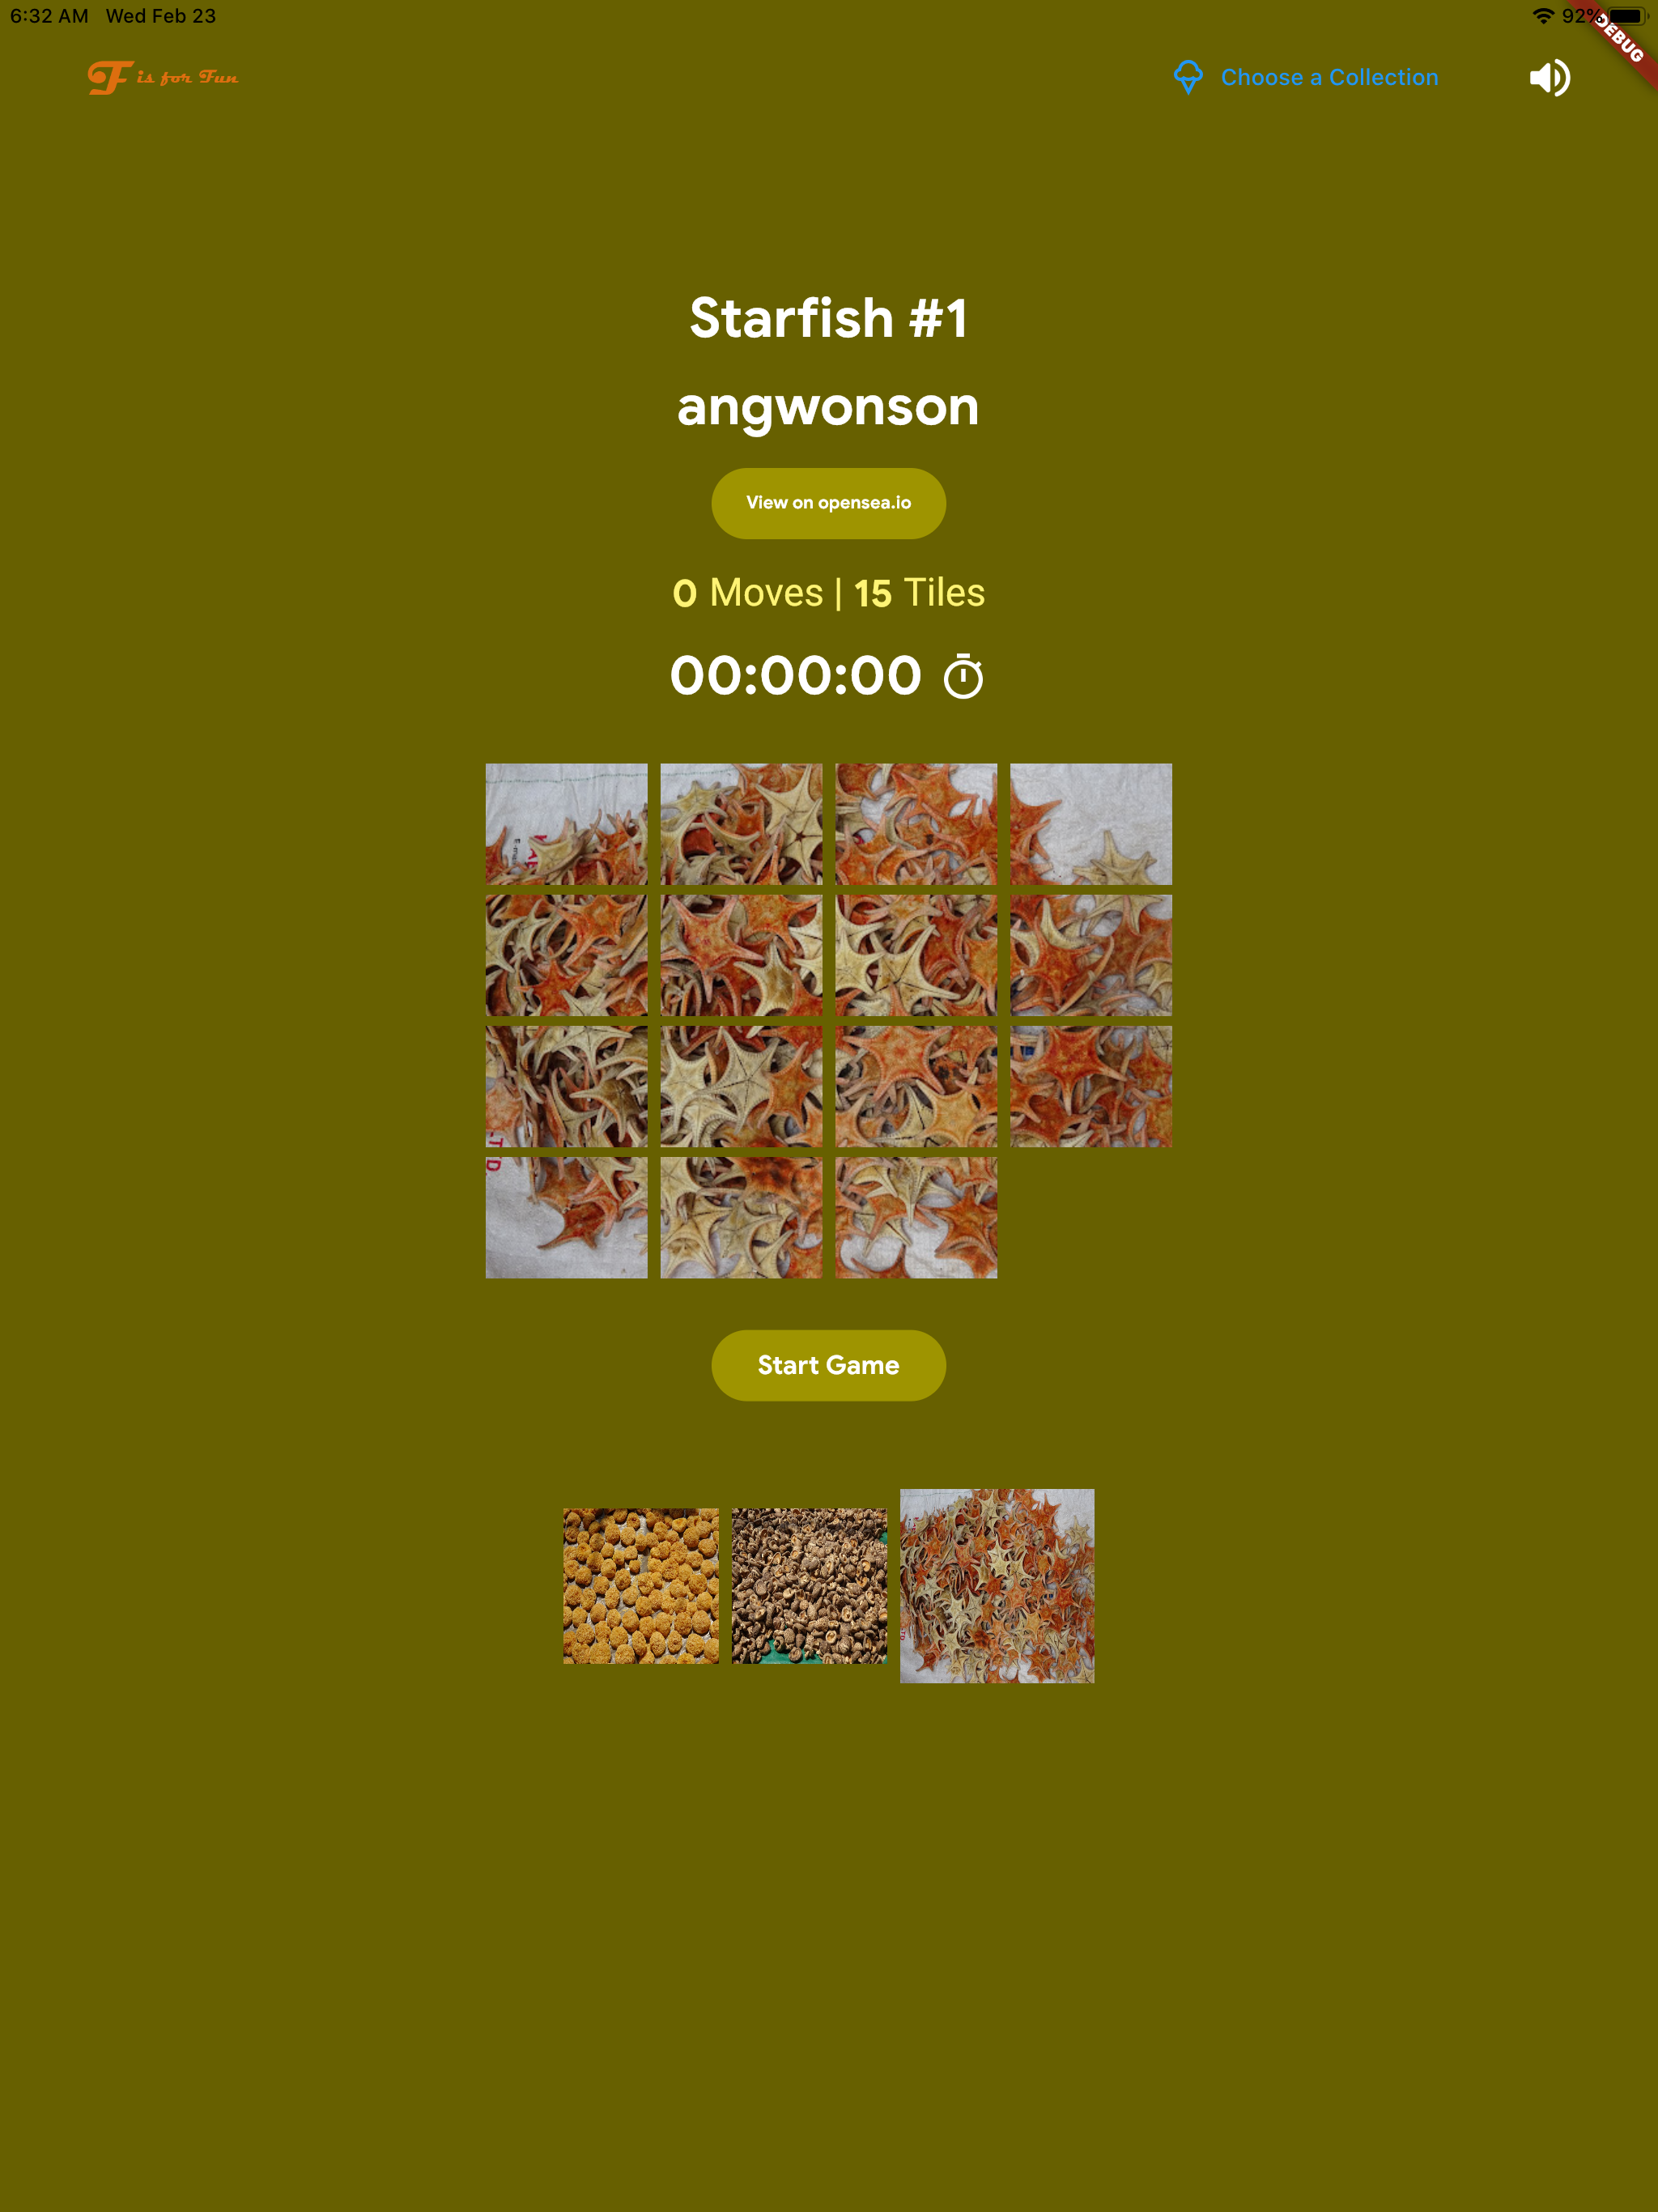 6:32 AM Wed Feb 23
92%
DEBUG
F is for Fun
Choose a Collection
Starfish #1
angwonson
View on opensea.io
0 Moves | 15 Tiles
00:00:00
LTD
Start Game